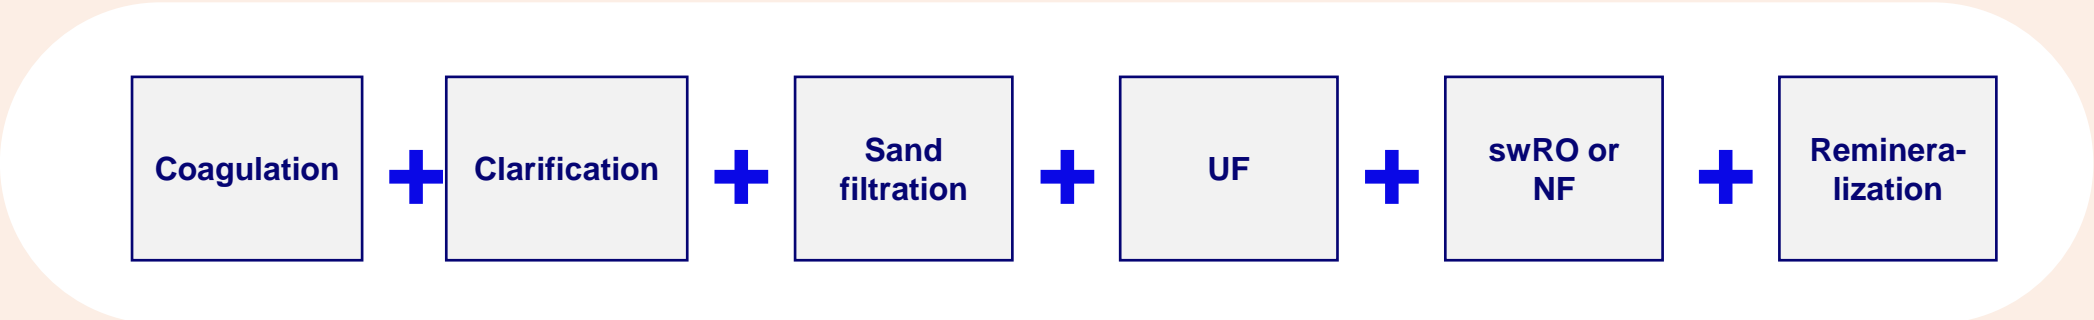 Coagulation
Clarification
Sand
filtration
UF
swRO or
NF
Reminera-
lization